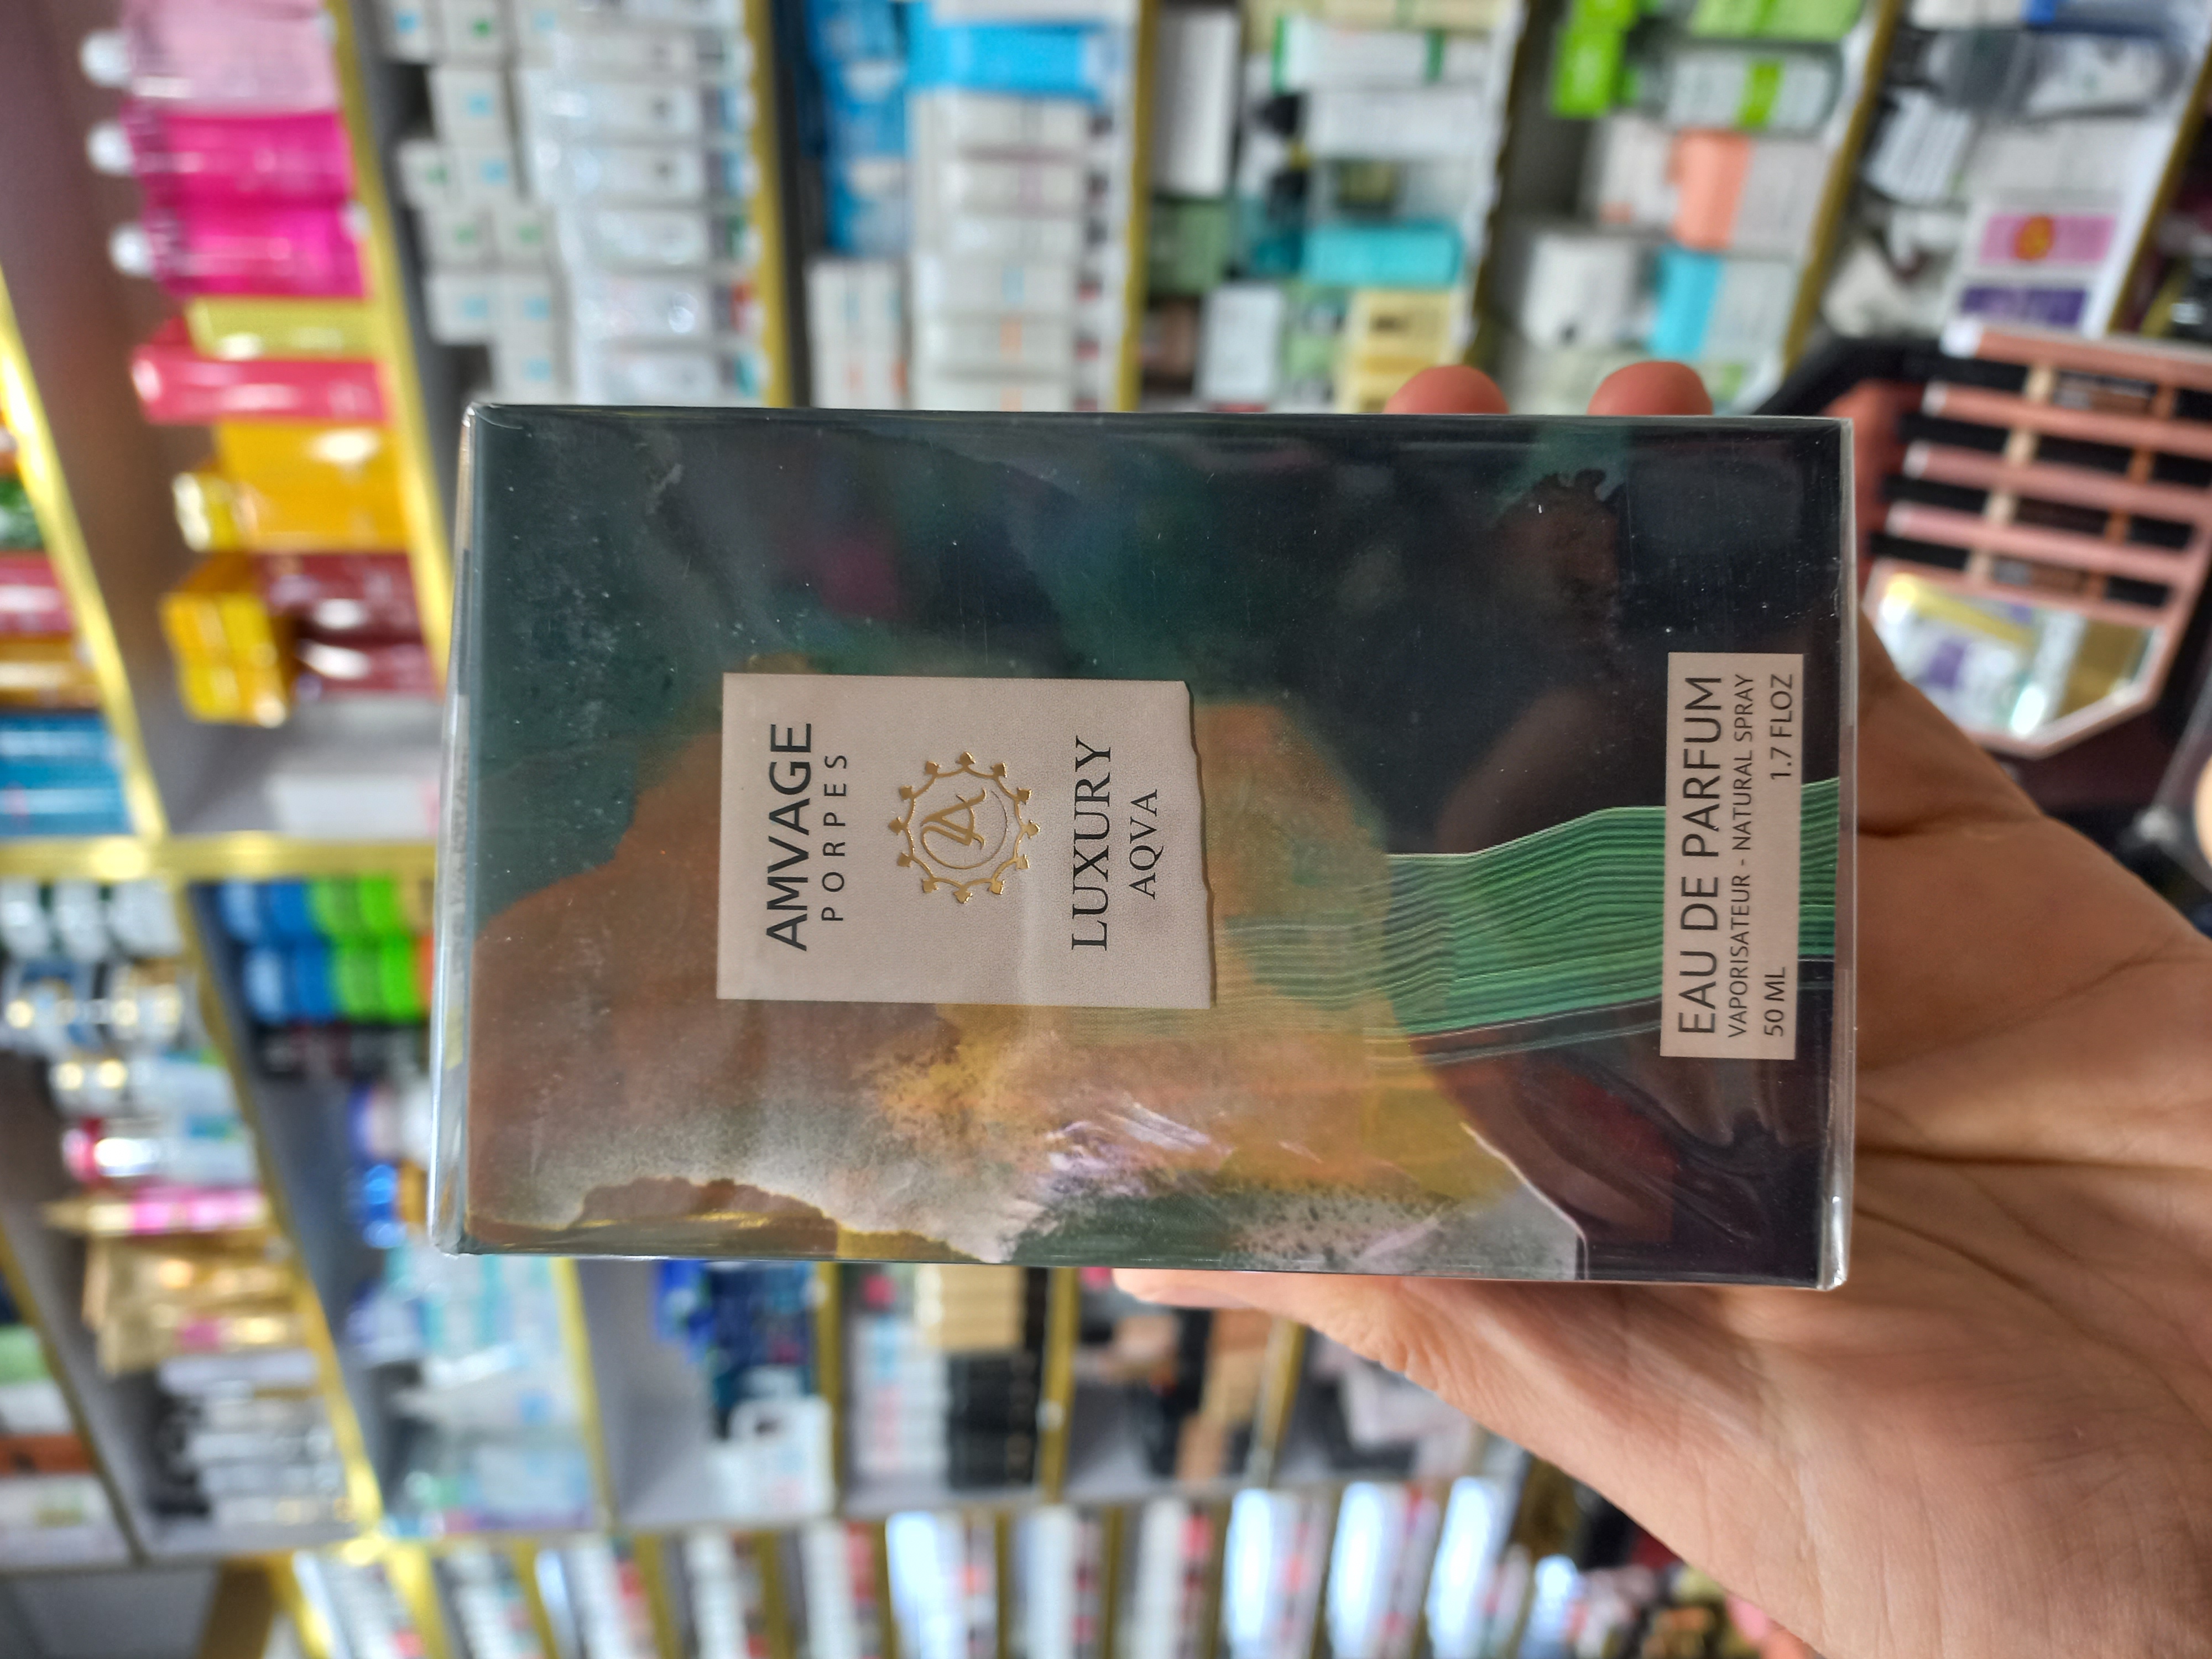 AMVAGE
PORPES
A
LUXURY
AQVA
EAU DE PARFUM
VAPORISATEUR - NATURAL SPRAY
50 ML 1.7 FLOZ